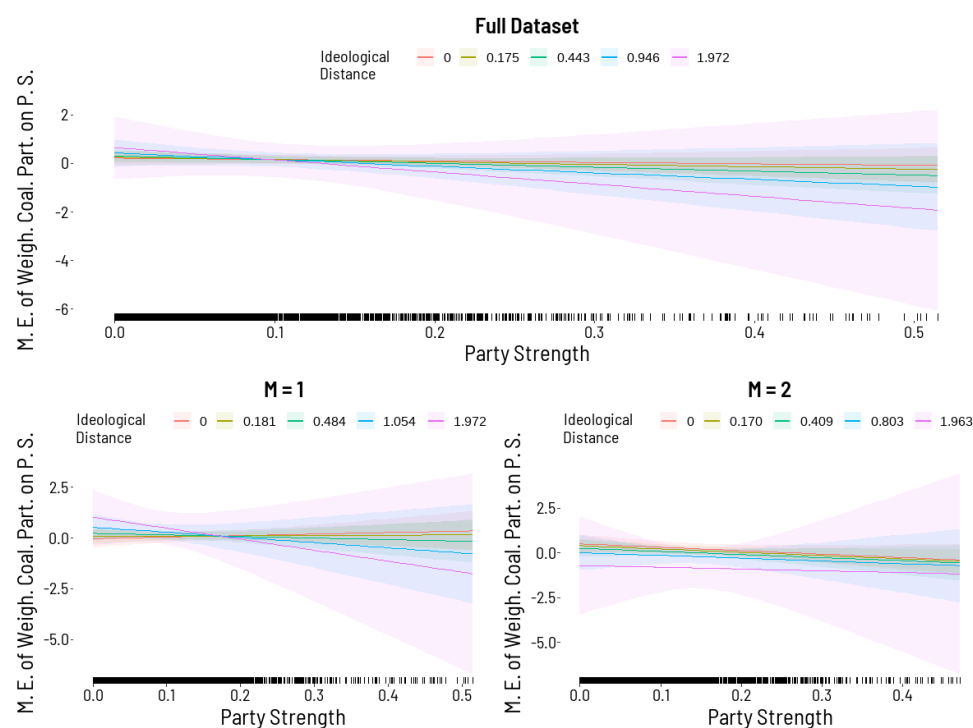 Full Dataset
Ideological Distance
0 0.175 0.443 0.946 1.972
M. E. of Weigh. Coal. Part. on P. S.
2
0
-2
-4
-6
0.0 0.1 0.2 0.3 0.4 0.5
Party Strength
M = 1
Ideological Distance
0 0.181 0.484 1.054 1.972
M. E. of Weigh. Coal. Part. on P. S.
2.5
0.0
-2.5
-5.0
0.0 0.1 0.2 0.3 0.4 0.5
Party Strength
M = 2
Ideological Distance
0 0.170 0.409 0.803 1.963
M. E. of Weigh. Coal. Part. on P. S.
2.5
0.0
-2.5
-5.0
0.0 0.1 0.2 0.3 0.4
Party Strength